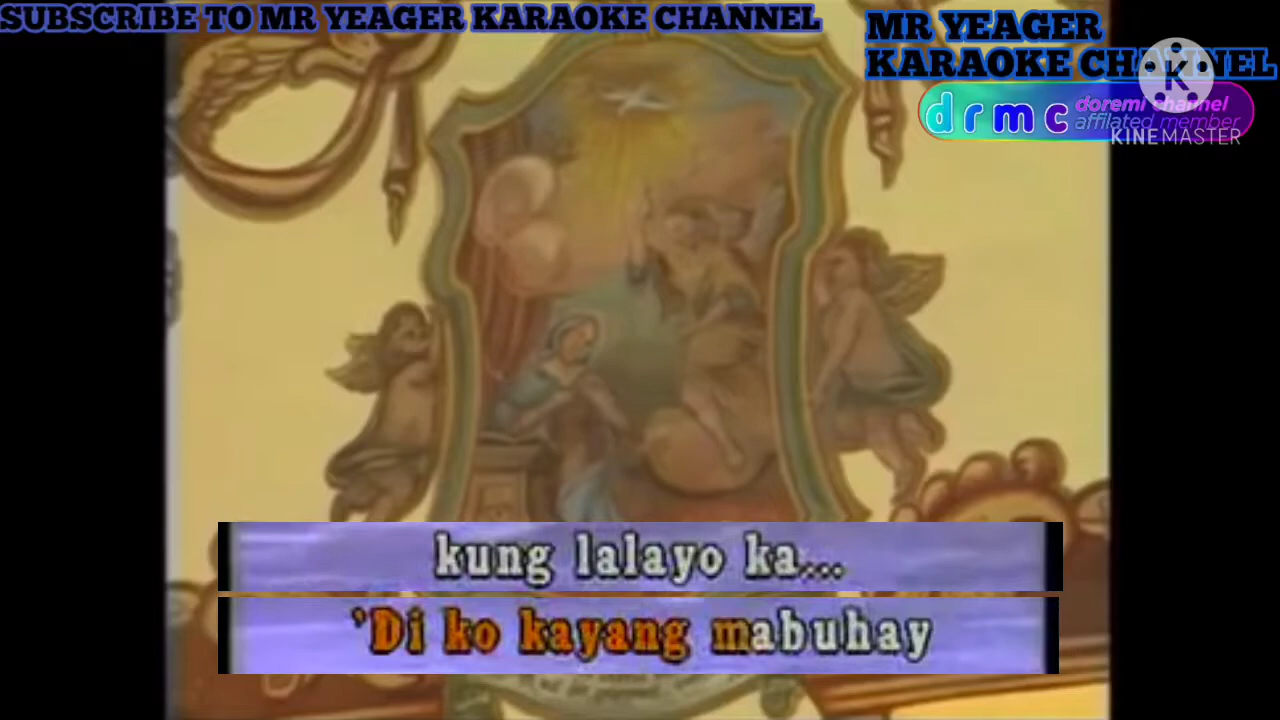 SUBSCRIBE TO MR YEAGER KARAOKE CHANNEL
MR YEAGER
KARAOKE CHANNEL
drmc doremi channel
affilated member
KINEMASTER
kung lalayo ka...
'Di ko kayang mabuhay